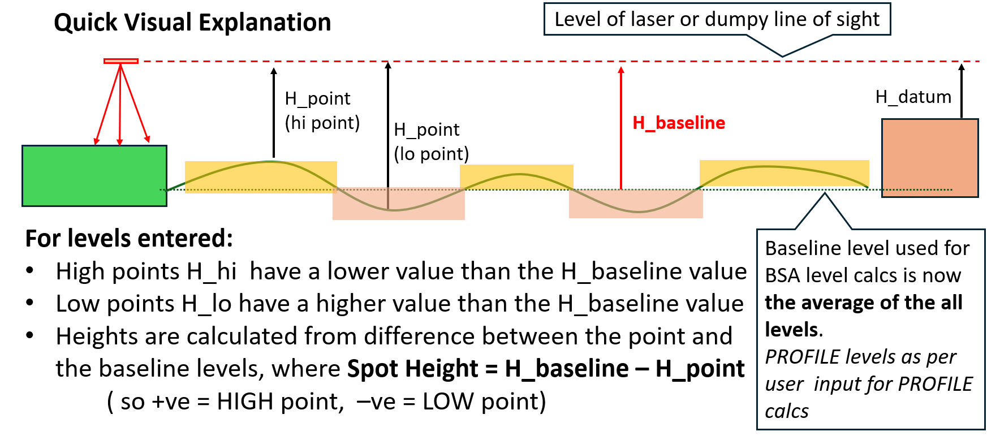 Quick Visual Explanation
Level of laser or dumpy line of sight
H_point
(hi point)
H_point
(lo point)
H_baseline
H_datum
For levels entered:
• High points H_hi  have a lower value than the H_baseline value
• Low points H_lo have a higher value than the H_baseline value
• Heights are calculated from difference between the point and
the baseline levels, where Spot Height = H_baseline – H_point
( so +ve = HIGH point,  –ve = LOW point)
Baseline level used for
BSA level calcs is now
the average of the all
levels.
PROFILE levels as per
user  input for PROFILE
calcs